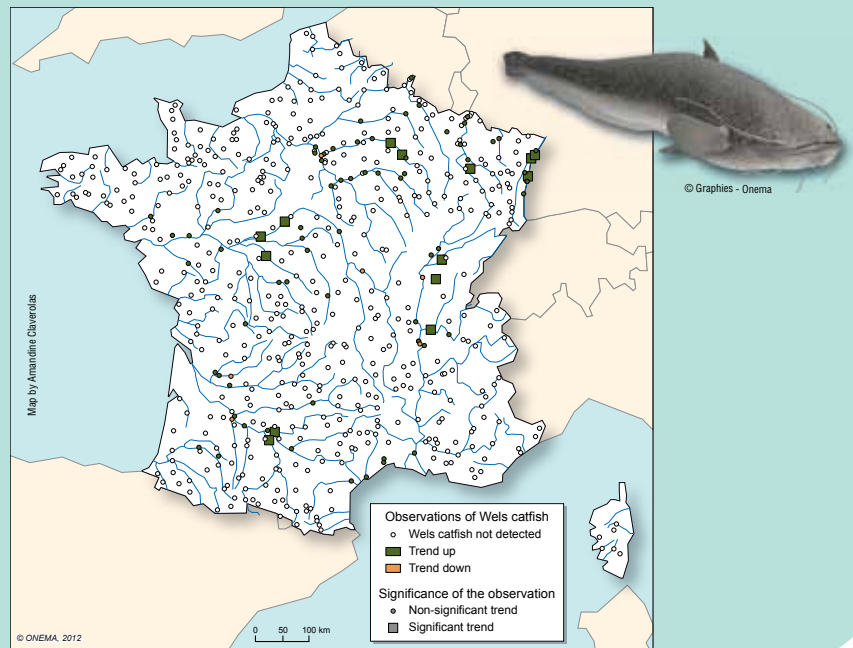 © Graphies - Onema
Map by Amandine Claverolas
Observations of Wels catfish
Wels catfish not detected
Trend up
Trend down
Significance of the observation
Non-significant trend
Significant trend
0 50 100 km
© ONEMA, 2012